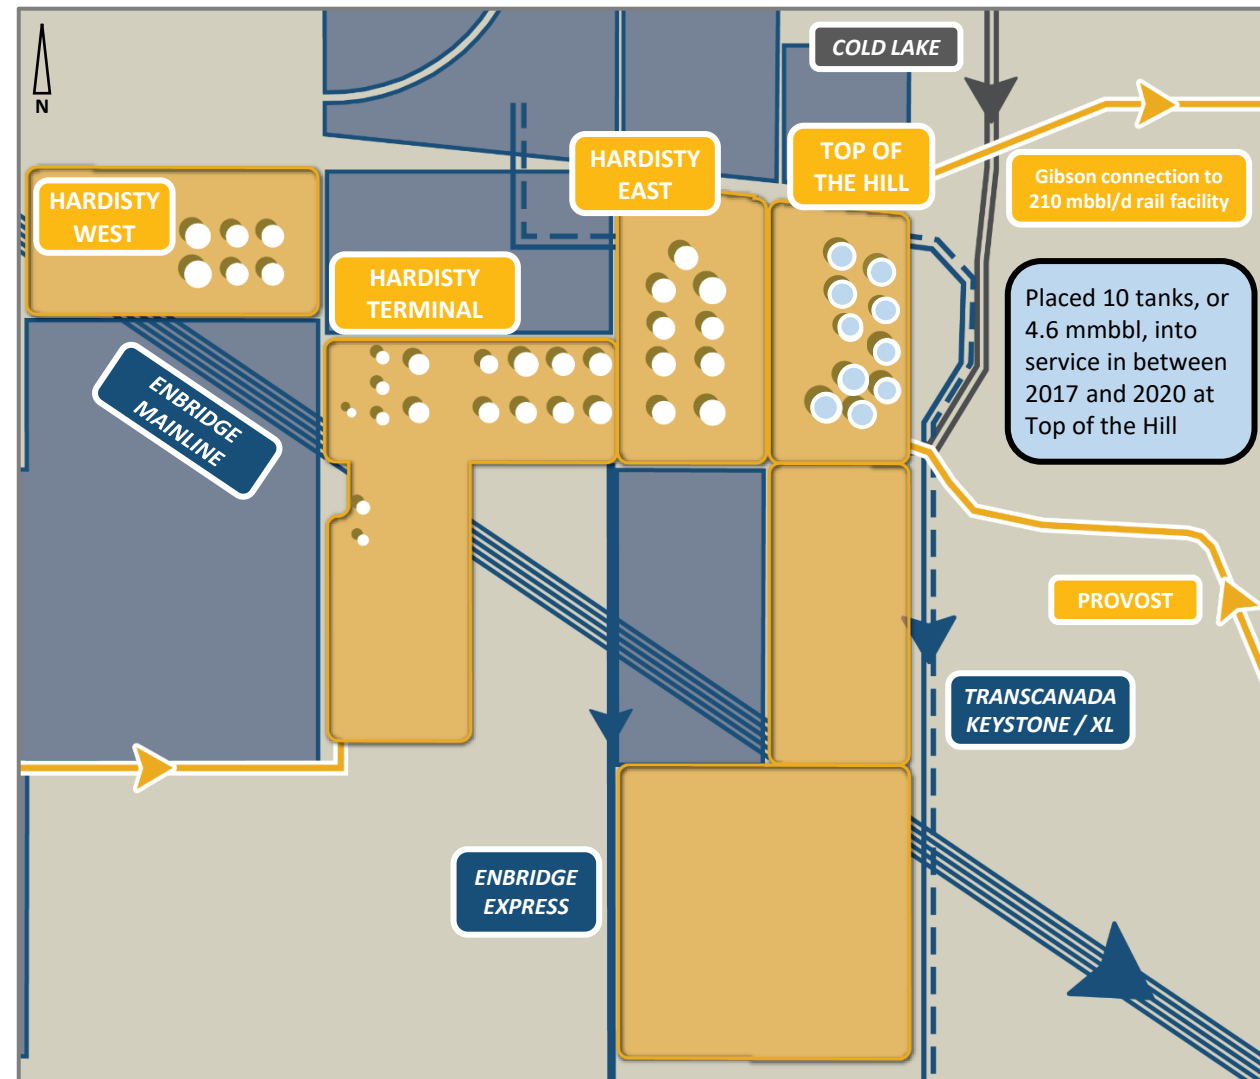 COLD LAKE
N
HARDISTY
EAST
TOP OF
THE HILL
Gibson connection to
210 mbbl/d rail facility
HARDISTY
WEST
HARDISTY
TERMINAL
Placed 10 tanks, or
4.6 mmbbl, into
service in between
2017 and 2020 at
Top of the Hill
ENBRIDGE
MAINLINE
PROVOST
TRANSCANADA
KEYSTONE / XL
ENBRIDGE
EXPRESS